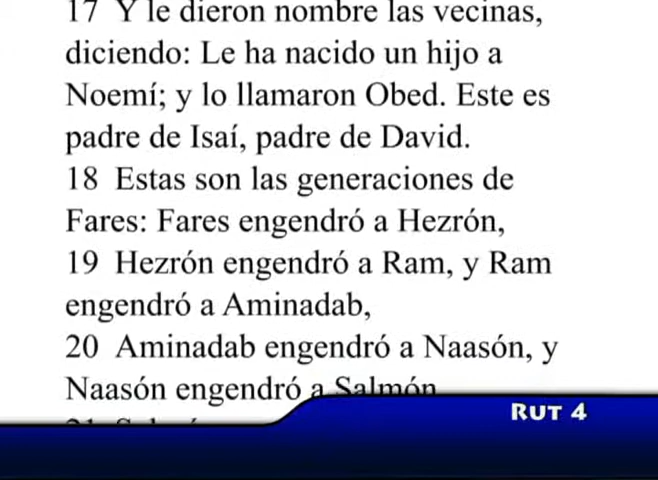 17 Y le dieron nombre las vecinas,
diciendo: Le ha nacido un hijo a
Noemí; y lo llamaron Obed. Este es
padre de Isaí, padre de David.
18 Estas son las generaciones de
Fares: Fares engendró a Hezrón,
19 Hezrón engendró a Ram, y Ram
engendró a Aminadab,
20 Aminadab engendró a Naasón, y
Naasón engendró a Salmón
RUT 4